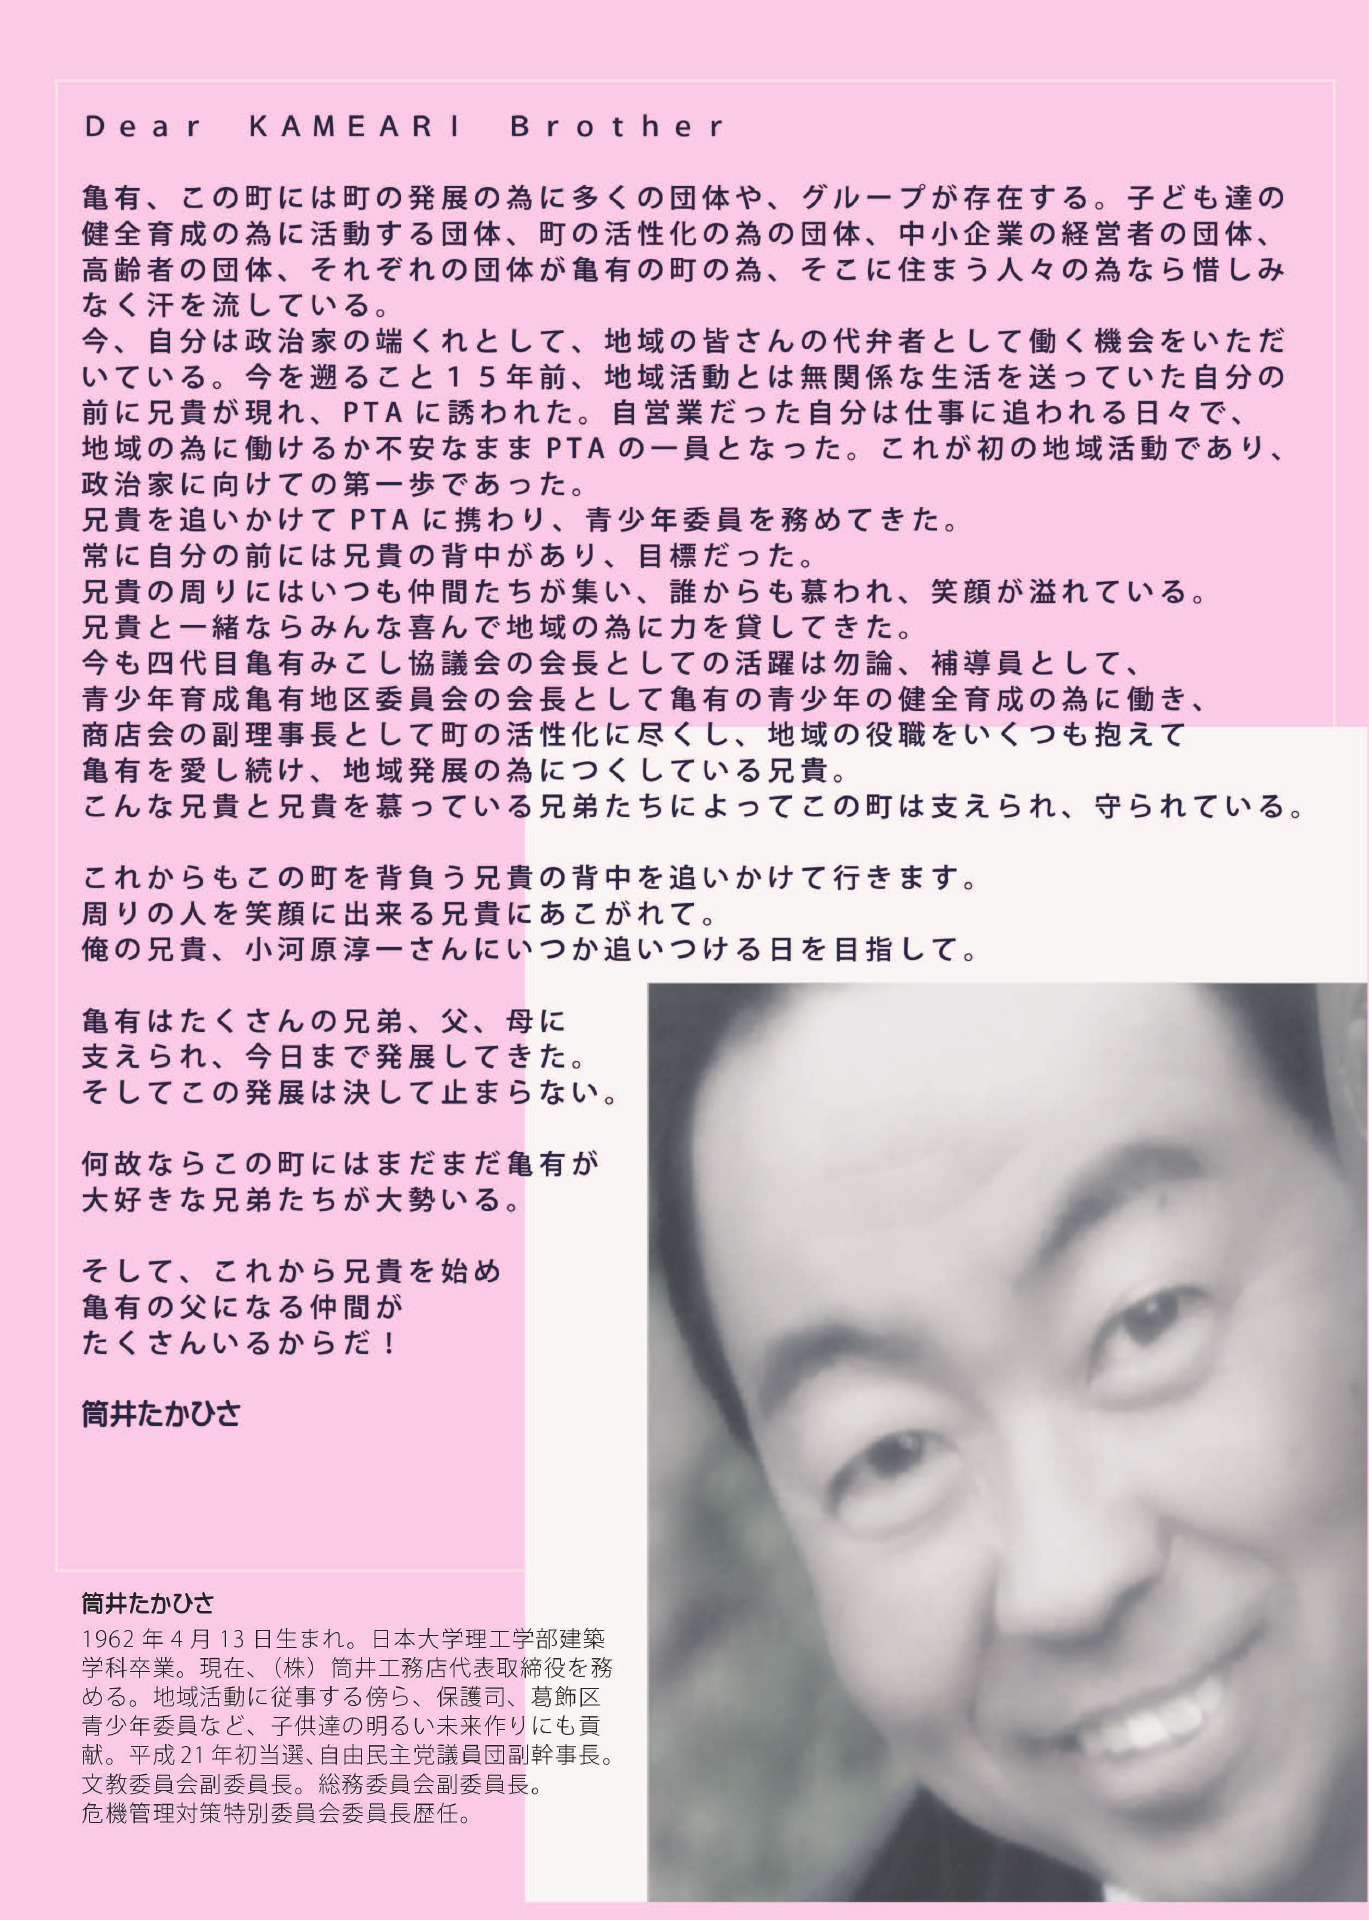 Dear KAMEARI Brother
亀有、この町には町の発展の為に多くの団体や、グループが存在する。子ども達の
健全育成の為に活動する団体、町の活性化の為の団体、中小企業の経営者の団体、
高齢者の団体、それぞれの団体が亀有の町の為、そこに住まう人々の為なら惜しみ
なく汗を流している。
今、自分は政治家の端くれとして、地域の皆さんの代弁者として働く機会をいただ
いている。今を遡ること１５年前、地域活動とは無関係な生活を送っていた自分の
前に兄貴が現れ、PTAに誘われた。自営業だった自分は仕事に追われる日々で、
地域の為に働けるか不安なままPTAの一員となった。これが初の地域活動であり、
政治家に向けての第一歩であった。
兄貴を追いかけてPTAに携わり、青少年委員を務めてきた。
常に自分の前には兄貴の背中があり、目標だった。
兄貴の周りにはいつも仲間たちが集い、誰からも慕われ、笑顔が溢れている。
兄貴と一緒ならみんな喜んで地域の為に力を貸してきた。
今も四代目亀有みこし協議会の会長としての活躍は勿論、補導員として、
青少年育成亀有地区委員会の会長として亀有の青少年の健全育成の為に働き、
商店会の副理事長として町の活性化に尽くし、地域の役職をいくつも抱えて
亀有を愛し続け、地域発展の為につくしている兄貴。
こんな兄貴と兄貴を慕っている兄弟たちによってこの町は支えられ、守られている。
これからもこの町を背負う兄貴の背中を追いかけて行きます。
周りの人を笑顔に出来る兄貴にあこがれて。
俺の兄貴、小河原淳一さんにいつか追いつける日を目指して。
亀有はたくさんの兄弟、父、母に
支えられ、今日まで発展してきた。
そしてこの発展は決して止まらない。
何故ならこの町にはまだまだ亀有が
大好きな兄弟たちが大勢いる。
そして、これから兄貴を始め
亀有の父になる仲間が
たくさんいるからだ！
筒井たかひさ
筒井たかひさ
1962年4月13日生まれ。日本大学理工学部建築
学科卒業。現在、（株）筒井工務店代表取締役を務
める。地域活動に従事する傍ら、保護司、葛飾区
青少年委員など、子供達の明るい未来作りにも貢
献。平成21年初当選、自由民主党議員団副幹事長。
文教委員会副委員長。総務委員会副委員長。
危機管理対策特別委員会委員長歴任。